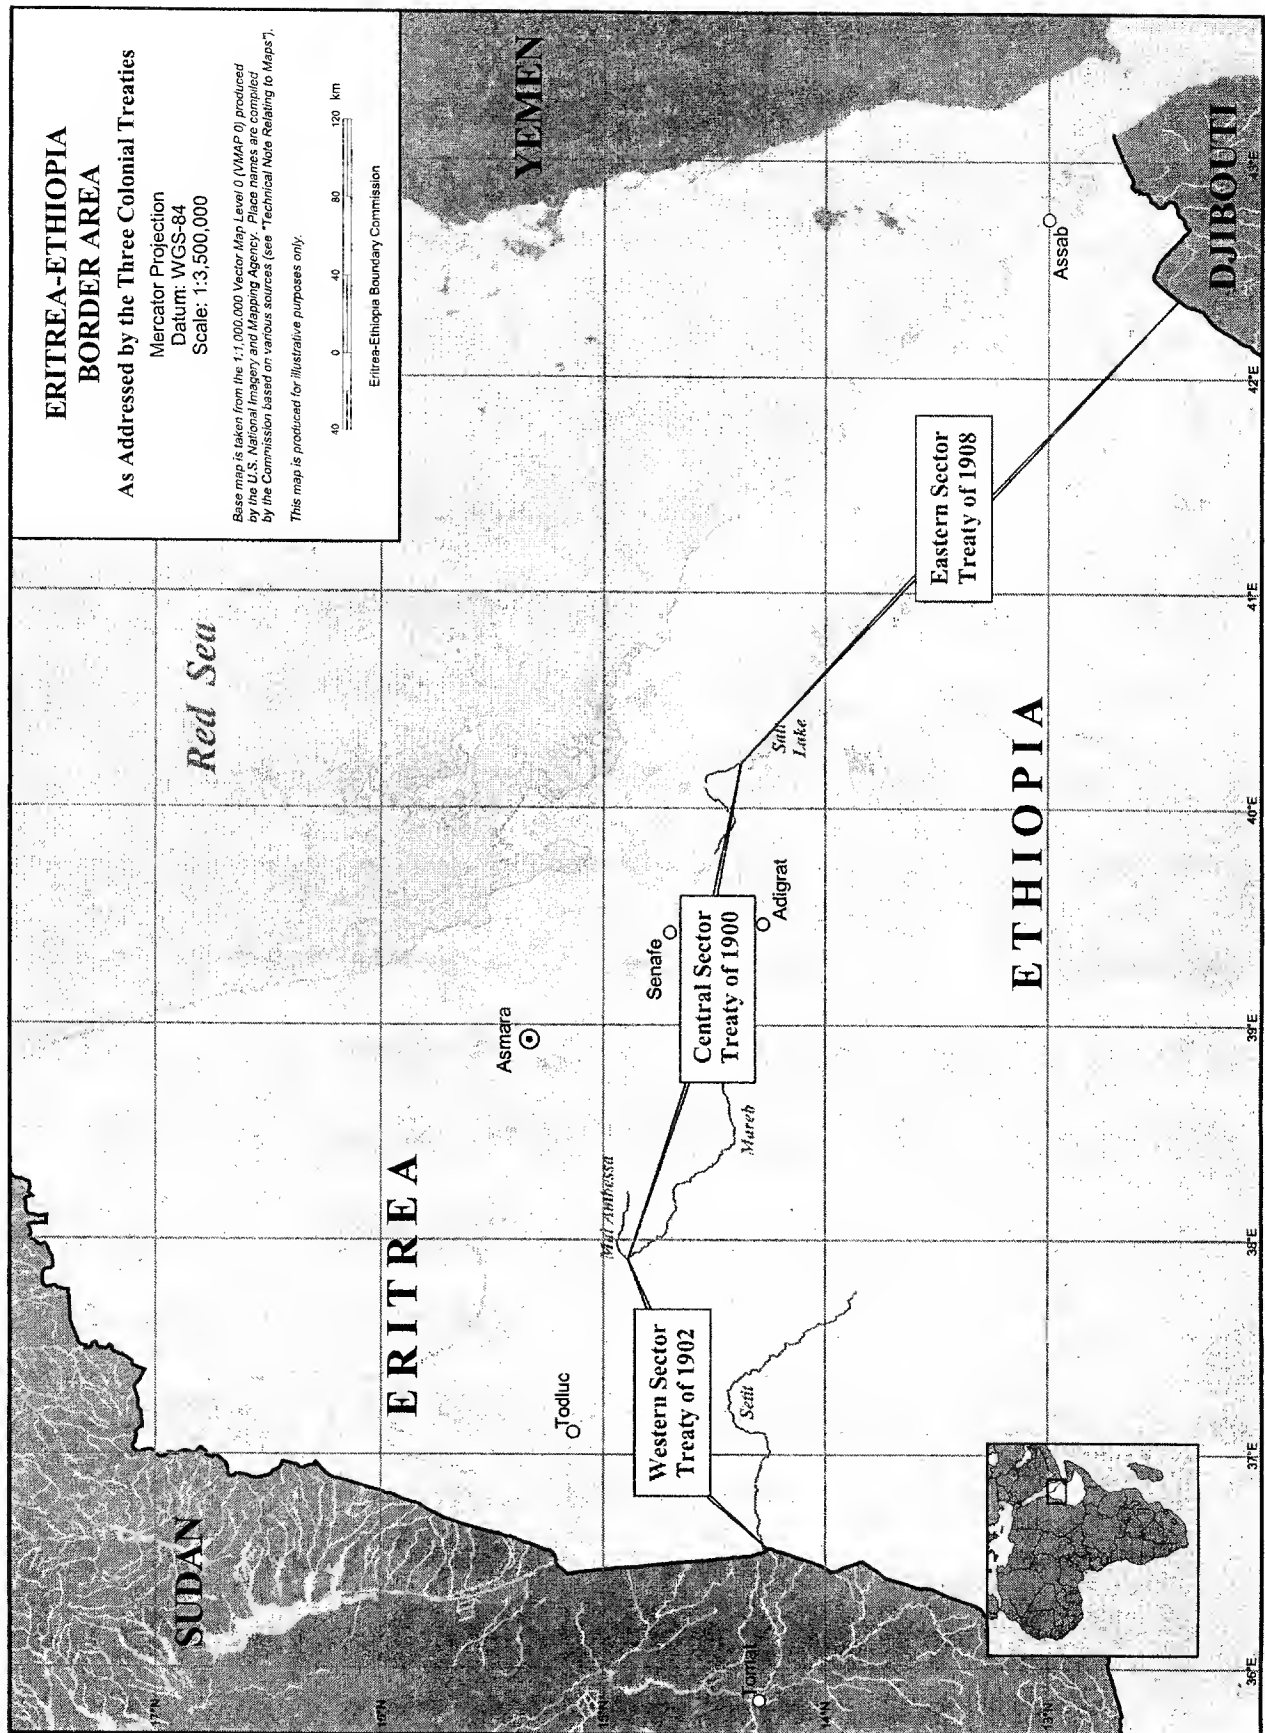 ERITREA-ETHIOPIA
BORDER AREA
As Addressed by the Three Colonial Treaties
Mercator Projection
Datum: WGS-84
Scale: 1:3,500,000
Base map is taken from the 1:1,000,000 Vector Map Level 0 (VMAP 0) produced
by the U.S. National Imagery and Mapping Agency. Place names are compiled
by the Commission based on various sources (see "Technical Note Relating to Maps").
This map is produced for illustrative purposes only.
40 0 40 80 120 km
Eritrea-Ethiopia Boundary Commission
SUDAN
Red Sea
YEMEN
ERITREA
Asmara
Todluc
Senafe
Mai Ambessa
Mareb
Setit
Tomat
Adigrat
Salt
Lake
Assab
Western Sector
Treaty of 1902
Central Sector
Treaty of 1900
Eastern Sector
Treaty of 1908
ETHIOPIA
DJIBOUTI
17°N
16°N
15°N
14°N
13°N
36°E
37°E
38°E
39°E
40°E
41°E
42°E
43°E